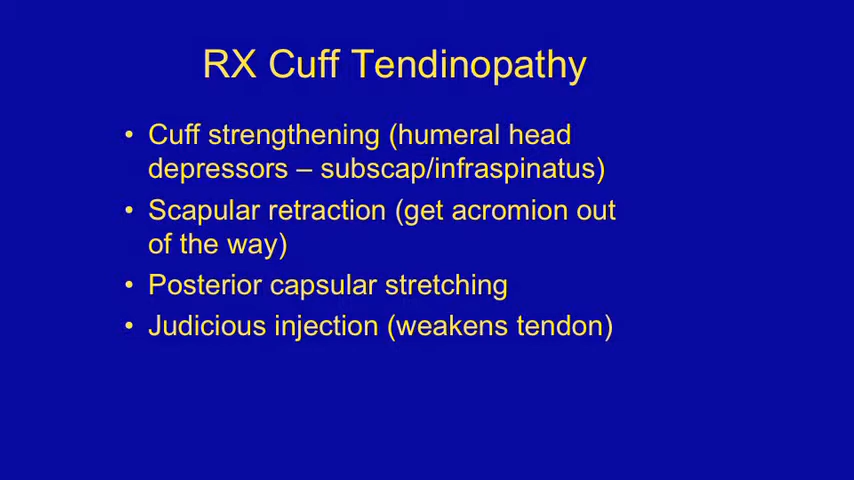 RX Cuff Tendinopathy
• Cuff strengthening (humeral head
depressors – subscap/infraspinatus)
• Scapular retraction (get acromion out
of the way)
• Posterior capsular stretching
• Judicious injection (weakens tendon)